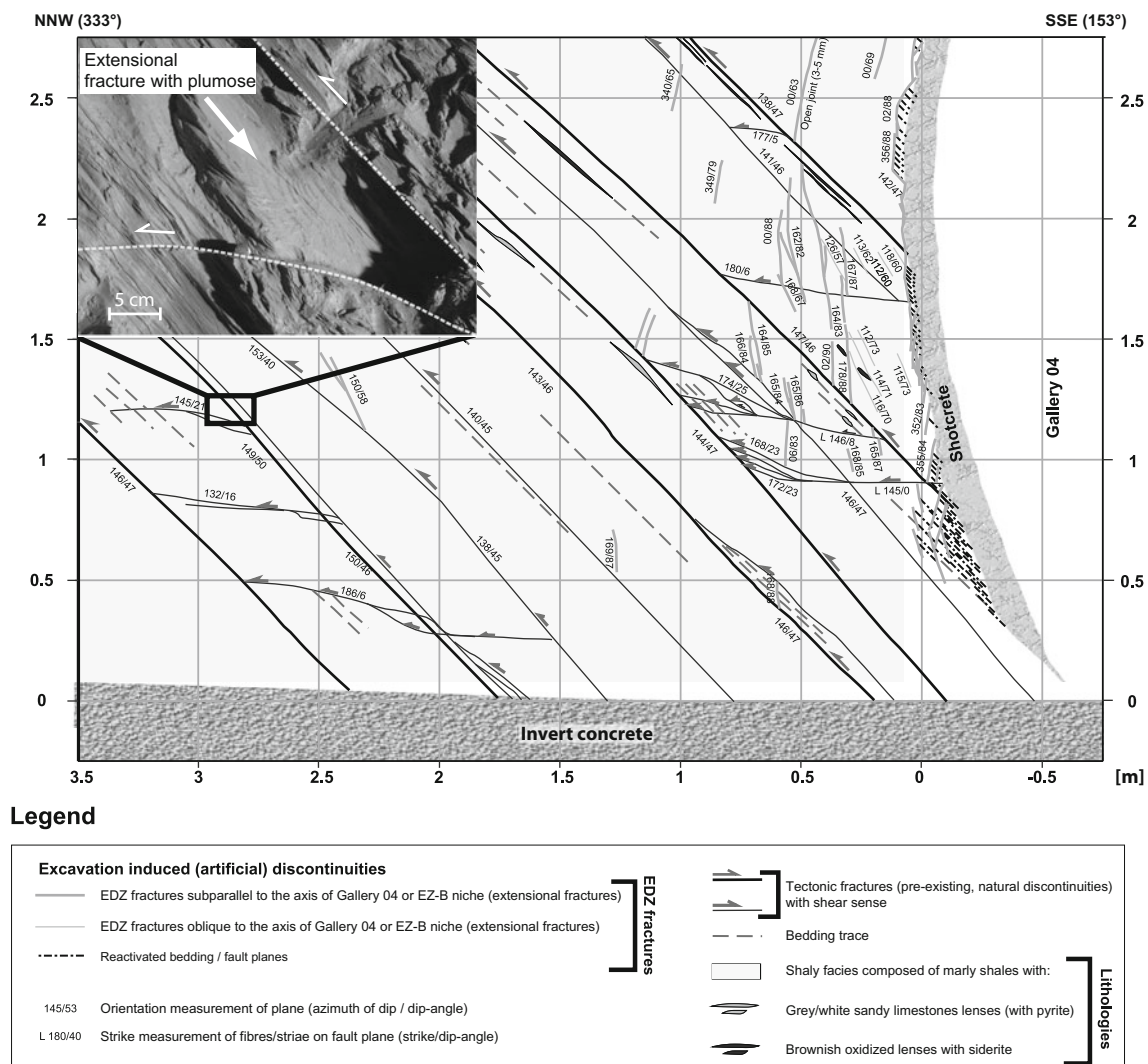 NNW (333°)
SSE (153°)
Extensional
fracture with plumose
5 cm
2.5
2
1.5
1
0.5
0
2.5
2
1.5
1
0.5
0
340/65
00/63
Open joint (3-5 mm)
00/69
138/47
177/5
141/46
02/88
356/88
142/47
349/79
00/88
162/82
126/57
113/62
118/60
112/60
167/87
180/6
168/67
164/83
147/46
112/73
115/73
114/71
116/70
02/90
178/88
164/85
166/84
174/25
165/84
165/86
352/83
355/84
153/40
150/58
143/46
145/21
140/45
149/50
144/47
168/23
06/83
L 146/8
168/85
165/87
146/47
132/16
172/23
L 145/0
146/47
138/45
169/87
150/46
186/6
146/47
Shotcrete
Gallery 04
Invert concrete
3.5
3
2.5
2
1.5
1
0.5
0
-0.5
[m]
Legend
Excavation induced (artificial) discontinuities
EDZ fractures subparallel to the axis of Gallery 04 or EZ-B niche (extensional fractures)
EDZ fractures oblique to the axis of Gallery 04 or EZ-B niche (extensional fractures)
Reactivated bedding / fault planes
EDZ fractures
145/53 Orientation measurement of plane (azimuth of dip / dip-angle)
L 180/40 Strike measurement of fibres/striae on fault plane (strike/dip-angle)
Tectonic fractures (pre-existing, natural discontinuities)
with shear sense
Bedding trace
Shaly facies composed of marly shales with:
Grey/white sandy limestones lenses (with pyrite)
Brownish oxidized lenses with siderite
Lithologies